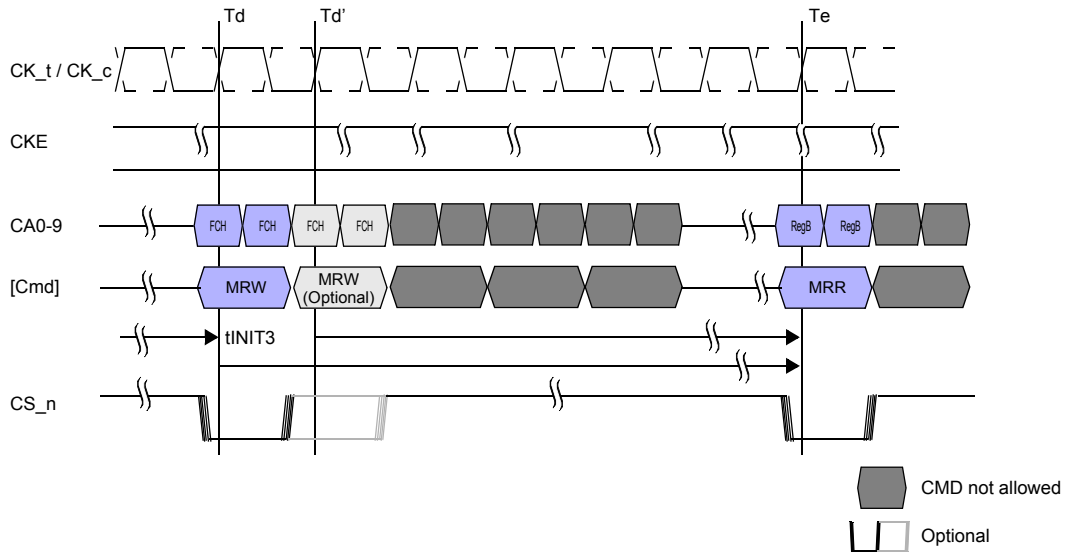 Td Td’ Te
CK_t / CK_c
CKE
CA0-9 FCH FCH FCH FCH RegB RegB
[Cmd] MRW MRW MRR
(Optional)
tINIT3
CS_n
CMD not allowed
Optional